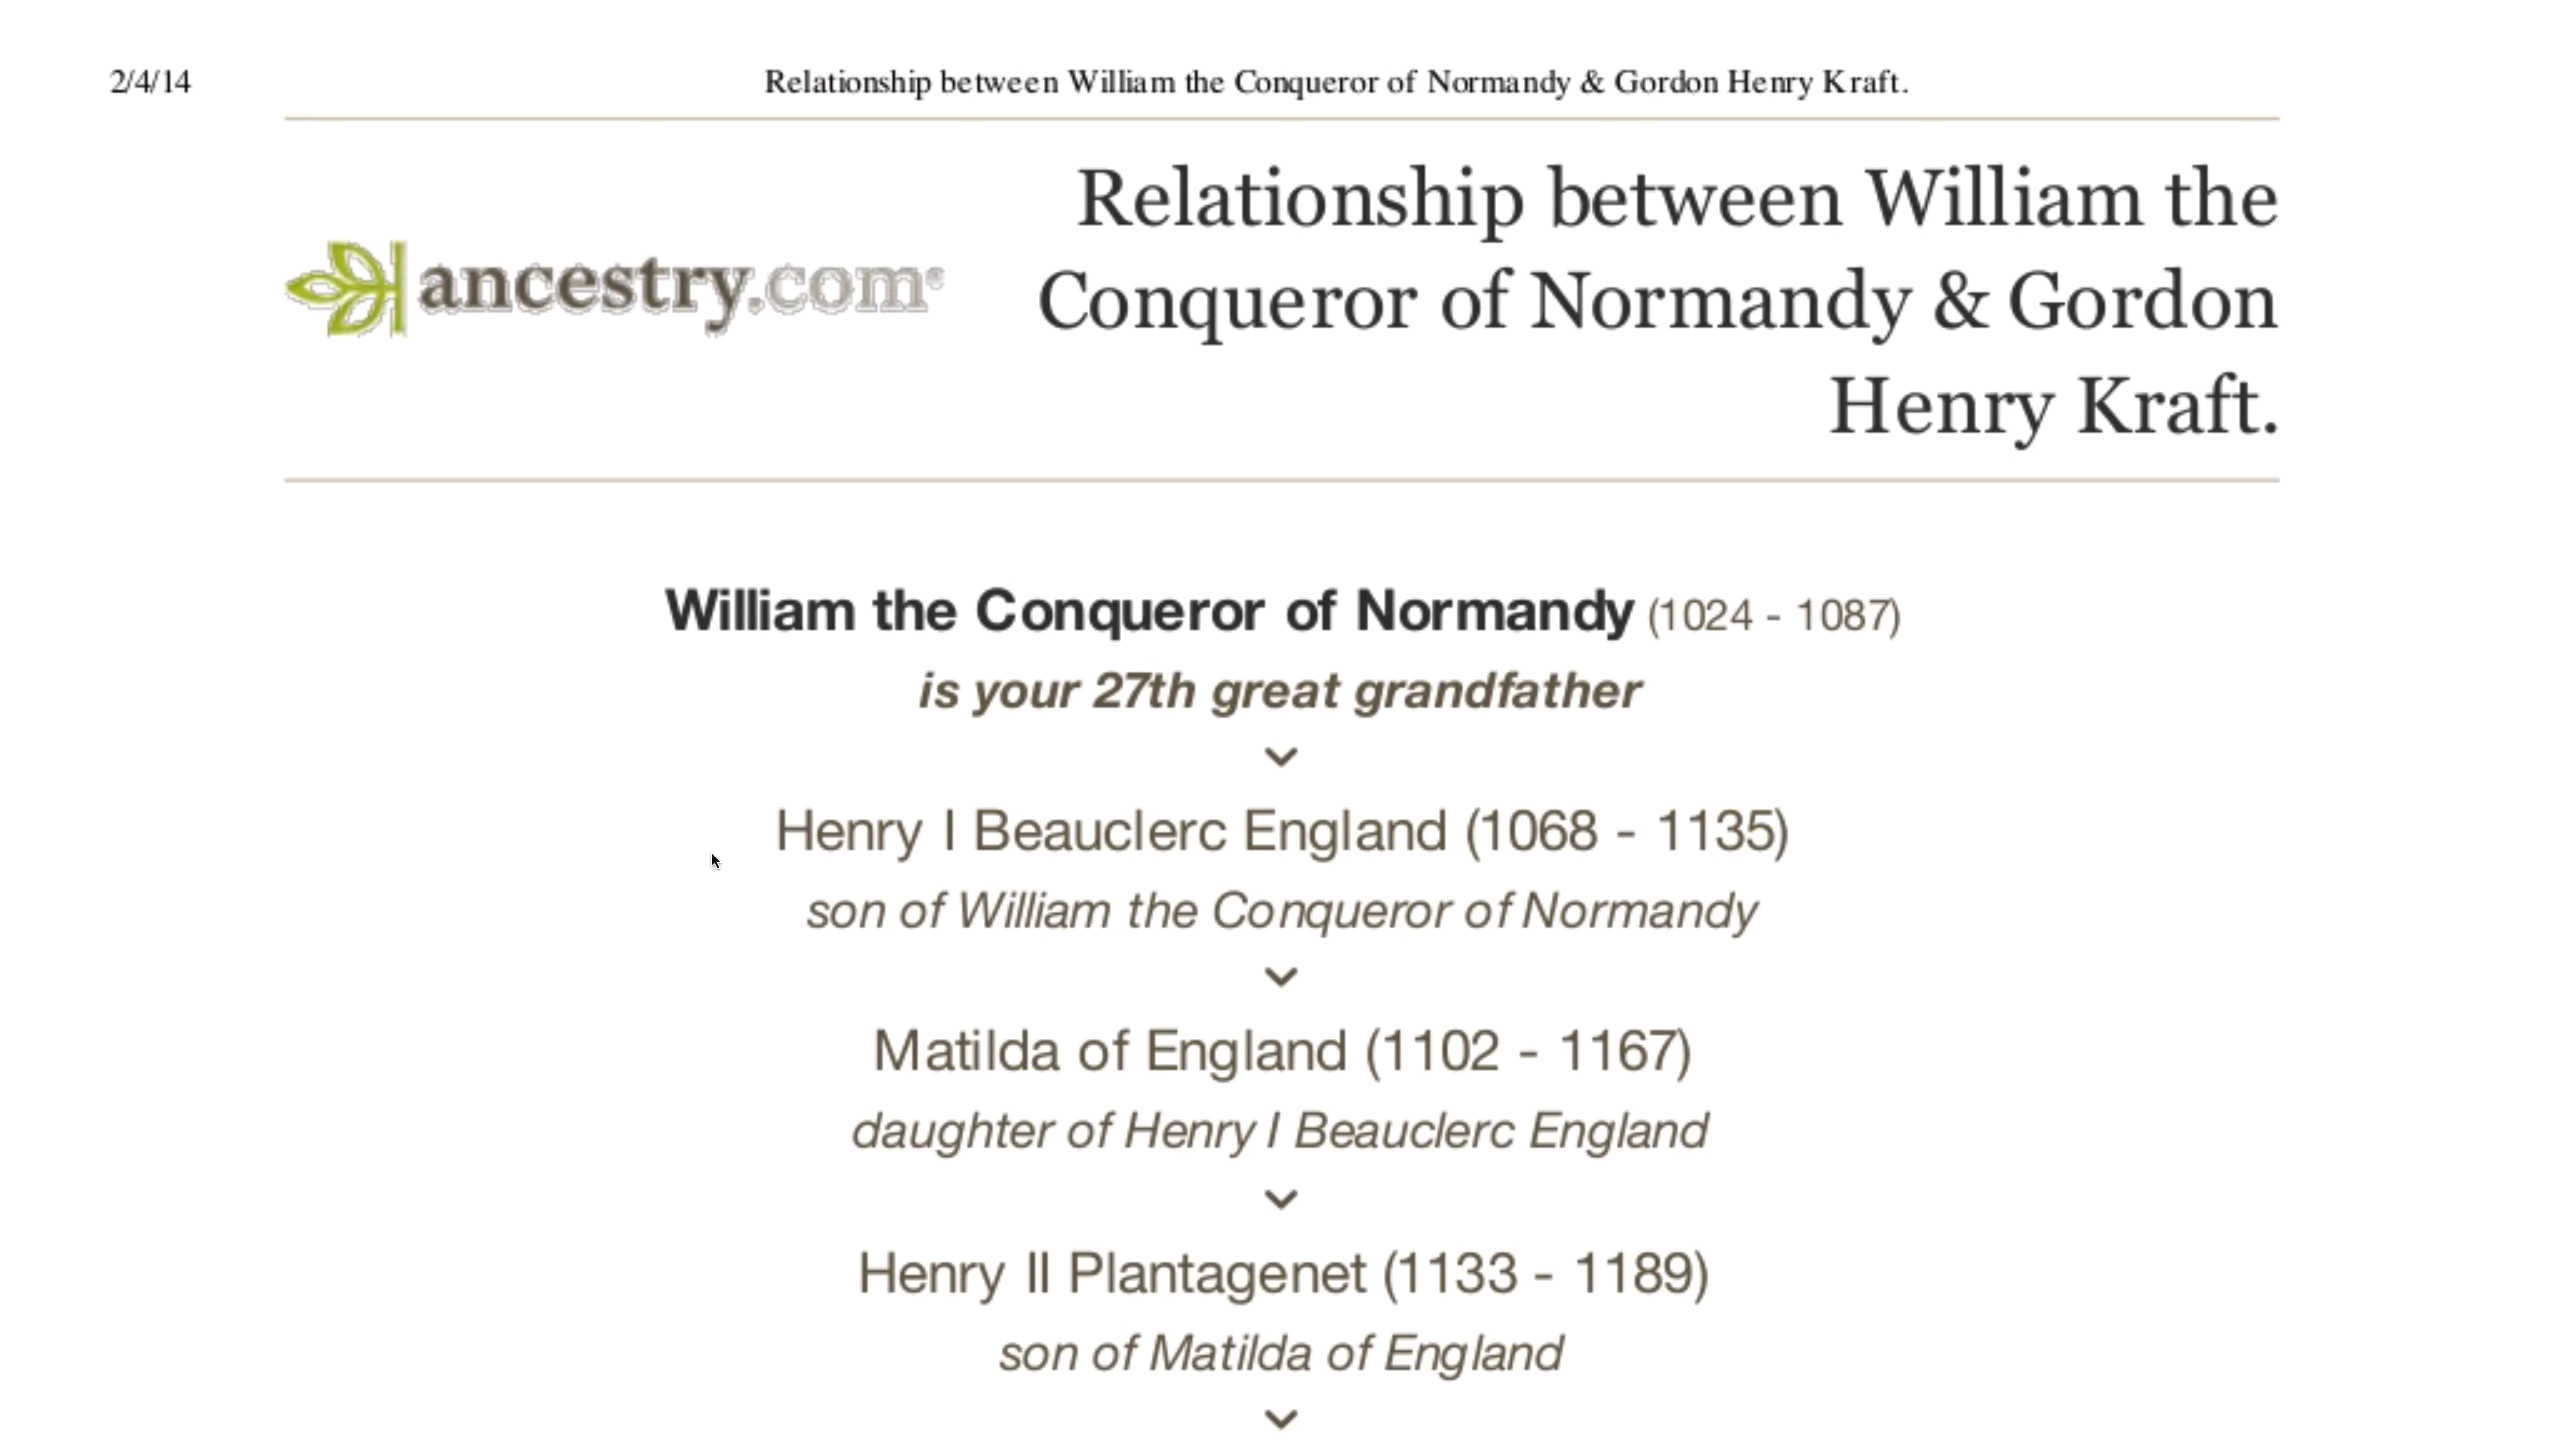 2/4/14 Relationship between William the Conqueror of Normandy & Gordon Henry Kraft.
ancestry.com®
Relationship between William the
Conqueror of Normandy & Gordon
Henry Kraft.
William the Conqueror of Normandy (1024 - 1087)
is your 27th great grandfather
Henry I Beauclerc England (1068 - 1135)
son of William the Conqueror of Normandy
Matilda of England (1102 - 1167)
daughter of Henry I Beauclerc England
Henry II Plantagenet (1133 - 1189)
son of Matilda of England